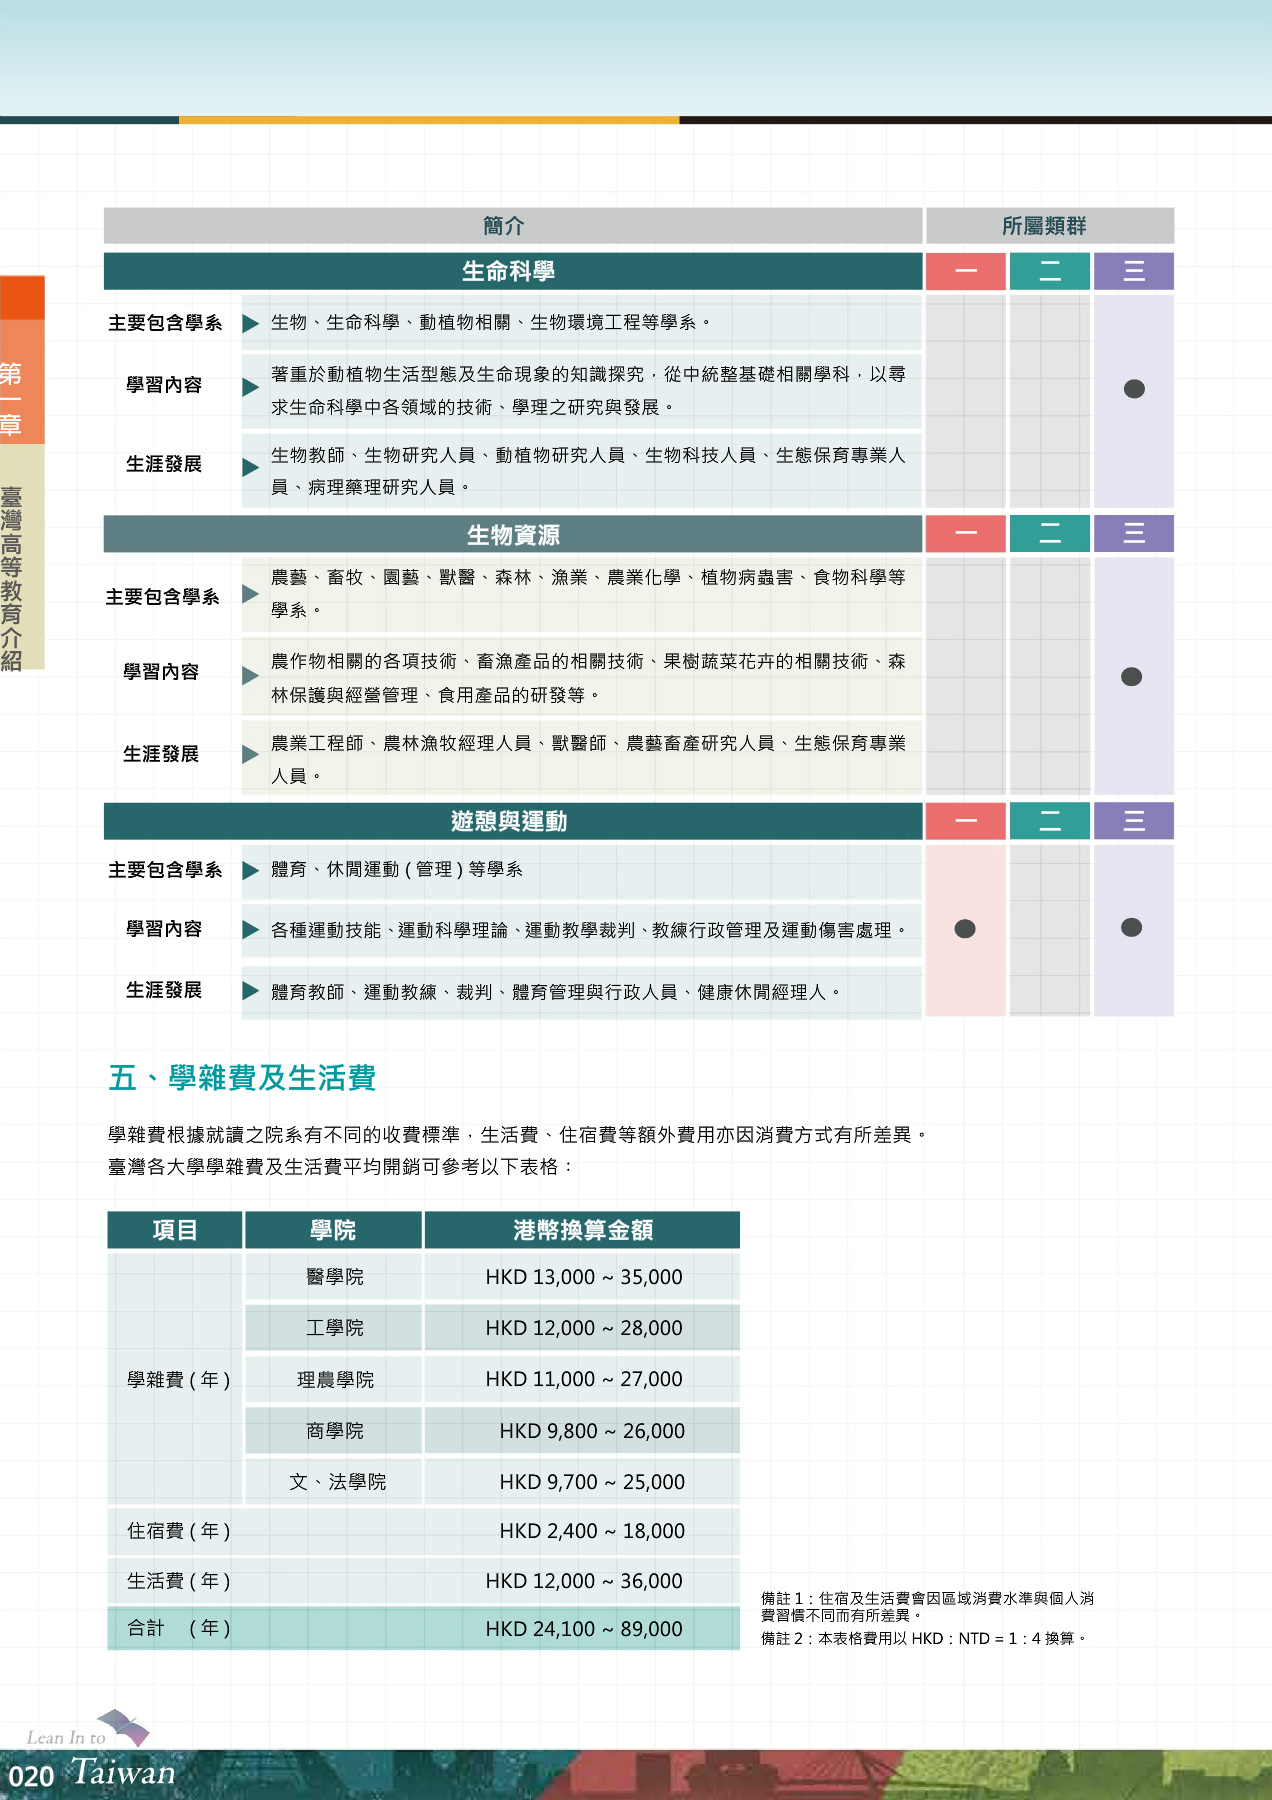 簡介 所屬類群
生命科學 一 二 三
主要包含學系 生物、生命科學、動植物相關、生物環境工程等學系。
學習內容 著重於動植物生活型態及生命現象的知識探究，從中統整基礎相關學科，以尋
求生命科學中各領域的技術、學理之研究與發展。
生涯發展 生物教師、生物研究人員、動植物研究人員、生物科技人員、生態保育專業人
員、病理藥理研究人員。
生物資源 一 二 三
主要包含學系 農藝、畜牧、園藝、獸醫、森林、漁業、農業化學、植物病蟲害、食物科學等
學系。
學習內容 農作物相關的各項技術、畜漁產品的相關技術、果樹蔬菜花卉的相關技術、森
林保護與經營管理、食用產品的研發等。
生涯發展 農業工程師、農林漁牧經理人員、獸醫師、農藝畜產研究人員、生態保育專業
人員。
遊憩與運動 一 二 三
主要包含學系 體育、休閒運動 ( 管理 ) 等學系
學習內容 各種運動技能、運動科學理論、運動教學裁判、教練行政管理及運動傷害處理。
生涯發展 體育教師、運動教練、裁判、體育管理與行政人員、健康休閒經理人。
第一章
臺灣高等教育介紹
五、學雜費及生活費
學雜費根據就讀之院系有不同的收費標準，生活費、住宿費等額外費用亦因消費方式有所差異。
臺灣各大學學雜費及生活費平均開銷可參考以下表格：
項目 學院 港幣換算金額
醫學院 HKD 13,000 ~ 35,000
工學院 HKD 12,000 ~ 28,000
學雜費 ( 年 ) 理農學院 HKD 11,000 ~ 27,000
商學院 HKD 9,800 ~ 26,000
文、法學院 HKD 9,700 ~ 25,000
住宿費 ( 年 ) HKD 2,400 ~ 18,000
生活費 ( 年 ) HKD 12,000 ~ 36,000
合計 ( 年 ) HKD 24,100 ~ 89,000
備註 1：住宿及生活費會因區域消費水準與個人消
費習慣不同而有所差異。
備註 2：本表格費用以 HKD：NTD = 1：4 換算。
Lean In to
020 Taiwan